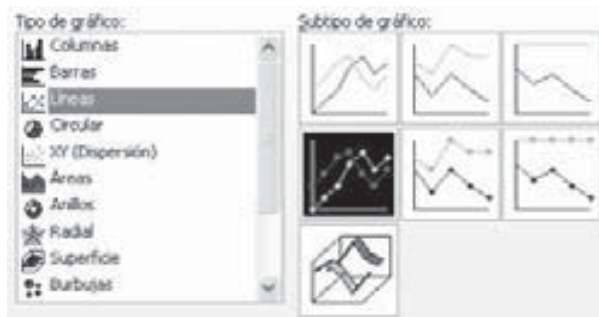 Tipo de gráfico:
Columnas
Barras
Líneas
Circular
XY (Dispersión)
Áreas
Anillos
Radial
Superficie
Burbujas
Subtipo de gráfico: